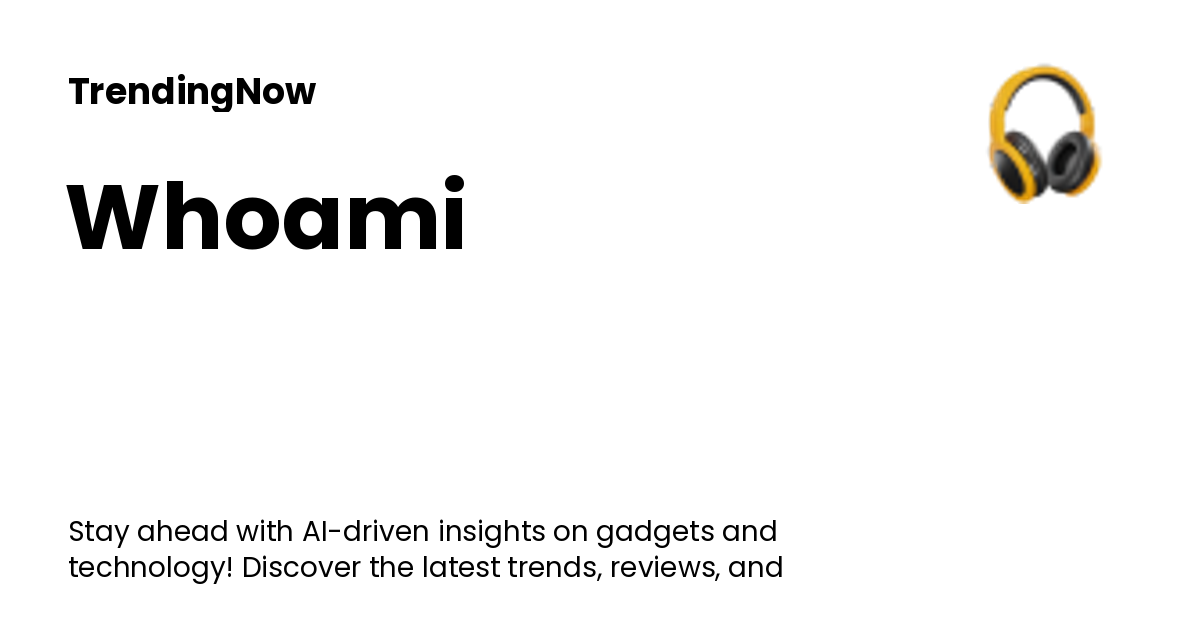 TrendingNow
Whoami
Stay ahead with AI-driven insights on gadgets and
technology! Discover the latest trends, reviews, and